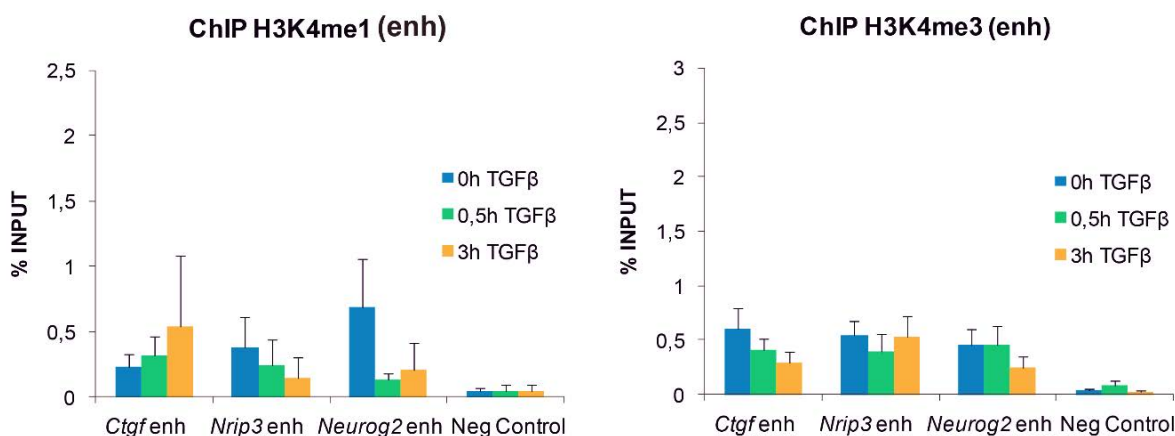 ChIP H3K4me1 (enh)
% INPUT
2,5
2
1,5
1
0,5
0
0h TGFβ
0,5h TGFβ
3h TGFβ
Ctgf enh Nrip3 enh Neurog2 enh Neg Control
ChIP H3K4me3 (enh)
% INPUT
3
2,5
2
1,5
1
0,5
0
0h TGFβ
0,5h TGFβ
3h TGFβ
Ctgf enh Nrip3 enh Neurog2 enh Neg Control